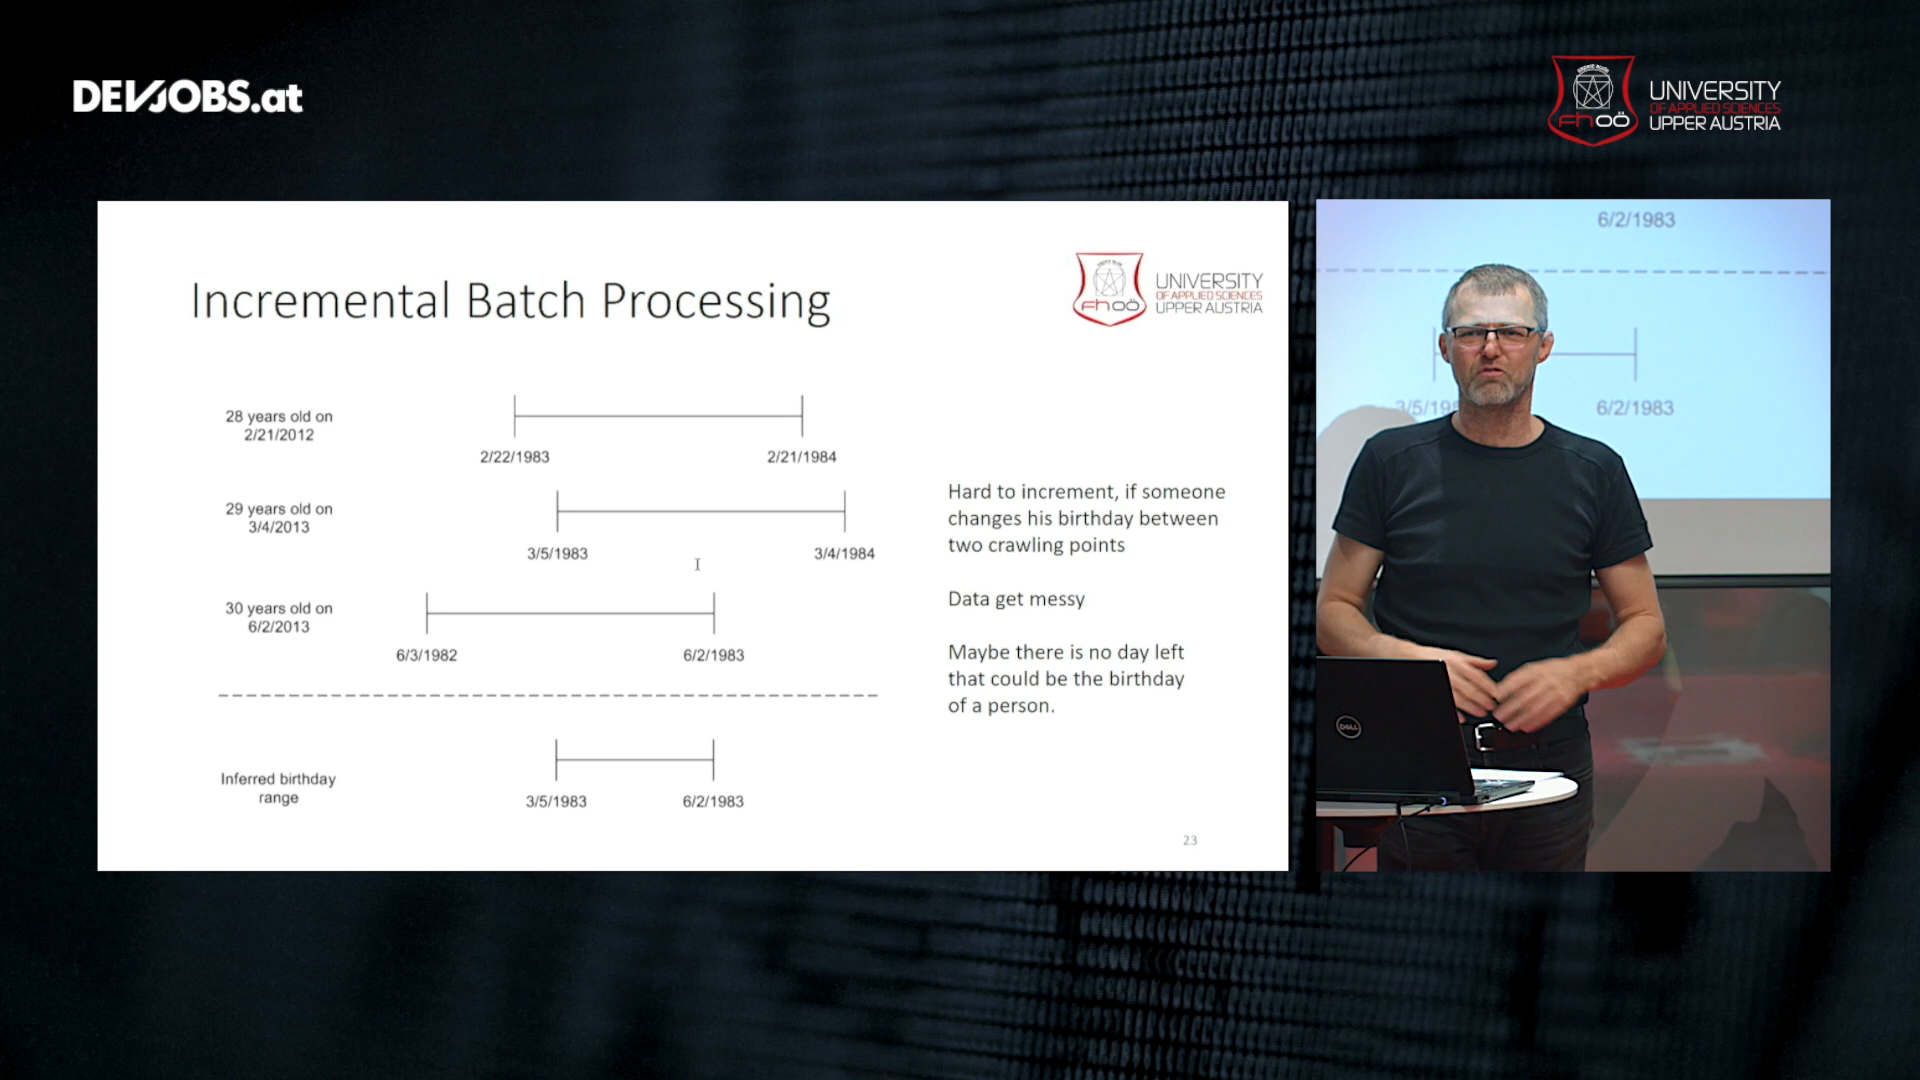 DEVJOBS.at
UNIVERSITY
OF APPLIED SCIENCES
UPPER AUSTRIA
fh oö
Incremental Batch Processing
UNIVERSITY
OF APPLIED SCIENCES
UPPER AUSTRIA
fh oö
28 years old on
2/21/2012
2/22/1983
2/21/1984
29 years old on
3/4/2013
3/5/1983
3/4/1984
30 years old on
6/2/2013
6/3/1982
6/2/1983
Inferred birthday
range
3/5/1983
6/2/1983
Hard to increment, if someone
changes his birthday between
two crawling points
Data get messy
Maybe there is no day left
that could be the birthday
of a person.
23
6/2/1983
6/2/1983
DELL